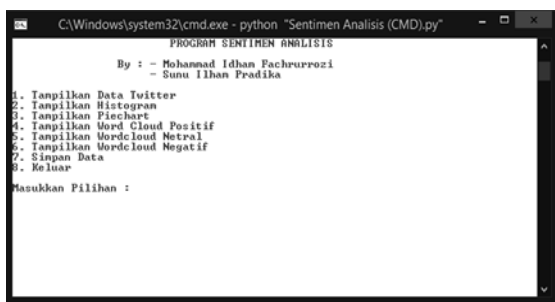 C:\Windows\system32\cmd.exe - python "Sentimen Analisis (CMD).py"
PROGRAM SENTIMEN ANALISIS
By : - Mohammad Idham Fachrurrozi
- Sunu Ilham Pradika
1. Tampilkan Data Twitter
2. Tampilkan Histogram
3. Tampilkan Piechart
4. Tampilkan Word Cloud Positif
5. Tampilkan Wordcloud Netral
6. Tampilkan Wordcloud Negatif
7. Simpan Data
8. Keluar
Masukkan Pilihan :